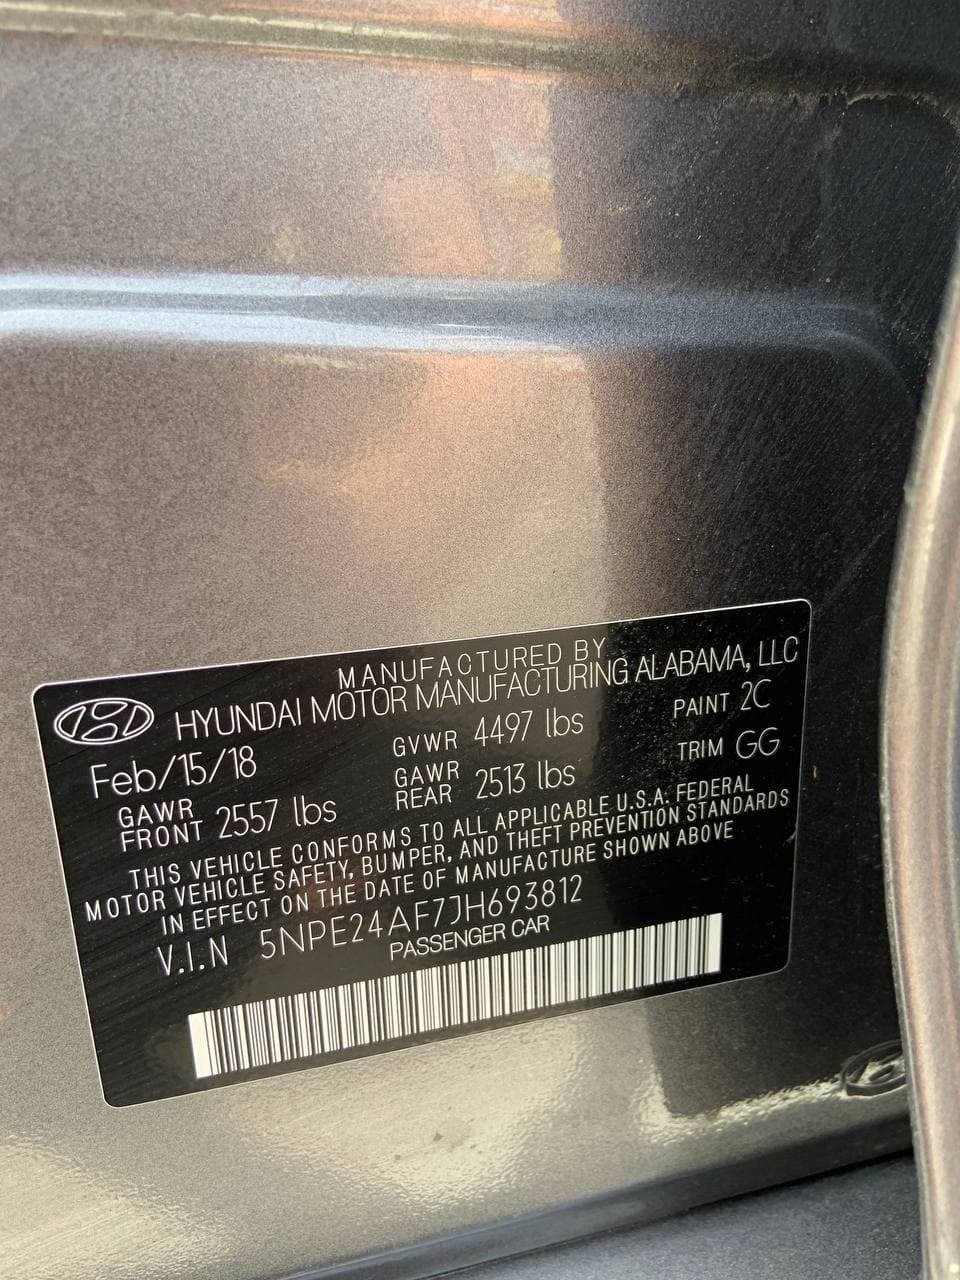 MANUFACTURED BY
HYUNDAI MOTOR MANUFACTURING ALABAMA, LLC
Feb/15/18 GVWR 4497 lbs PAINT 2C
GAWR FRONT 2557 lbs GAWR REAR 2513 lbs TRIM GG
THIS VEHICLE CONFORMS TO ALL APPLICABLE U.S.A. FEDERAL
MOTOR VEHICLE SAFETY, BUMPER, AND THEFT PREVENTION STANDARDS
IN EFFECT ON THE DATE OF MANUFACTURE SHOWN ABOVE
V.I.N 5NPE24AF7JH693812
PASSENGER CAR